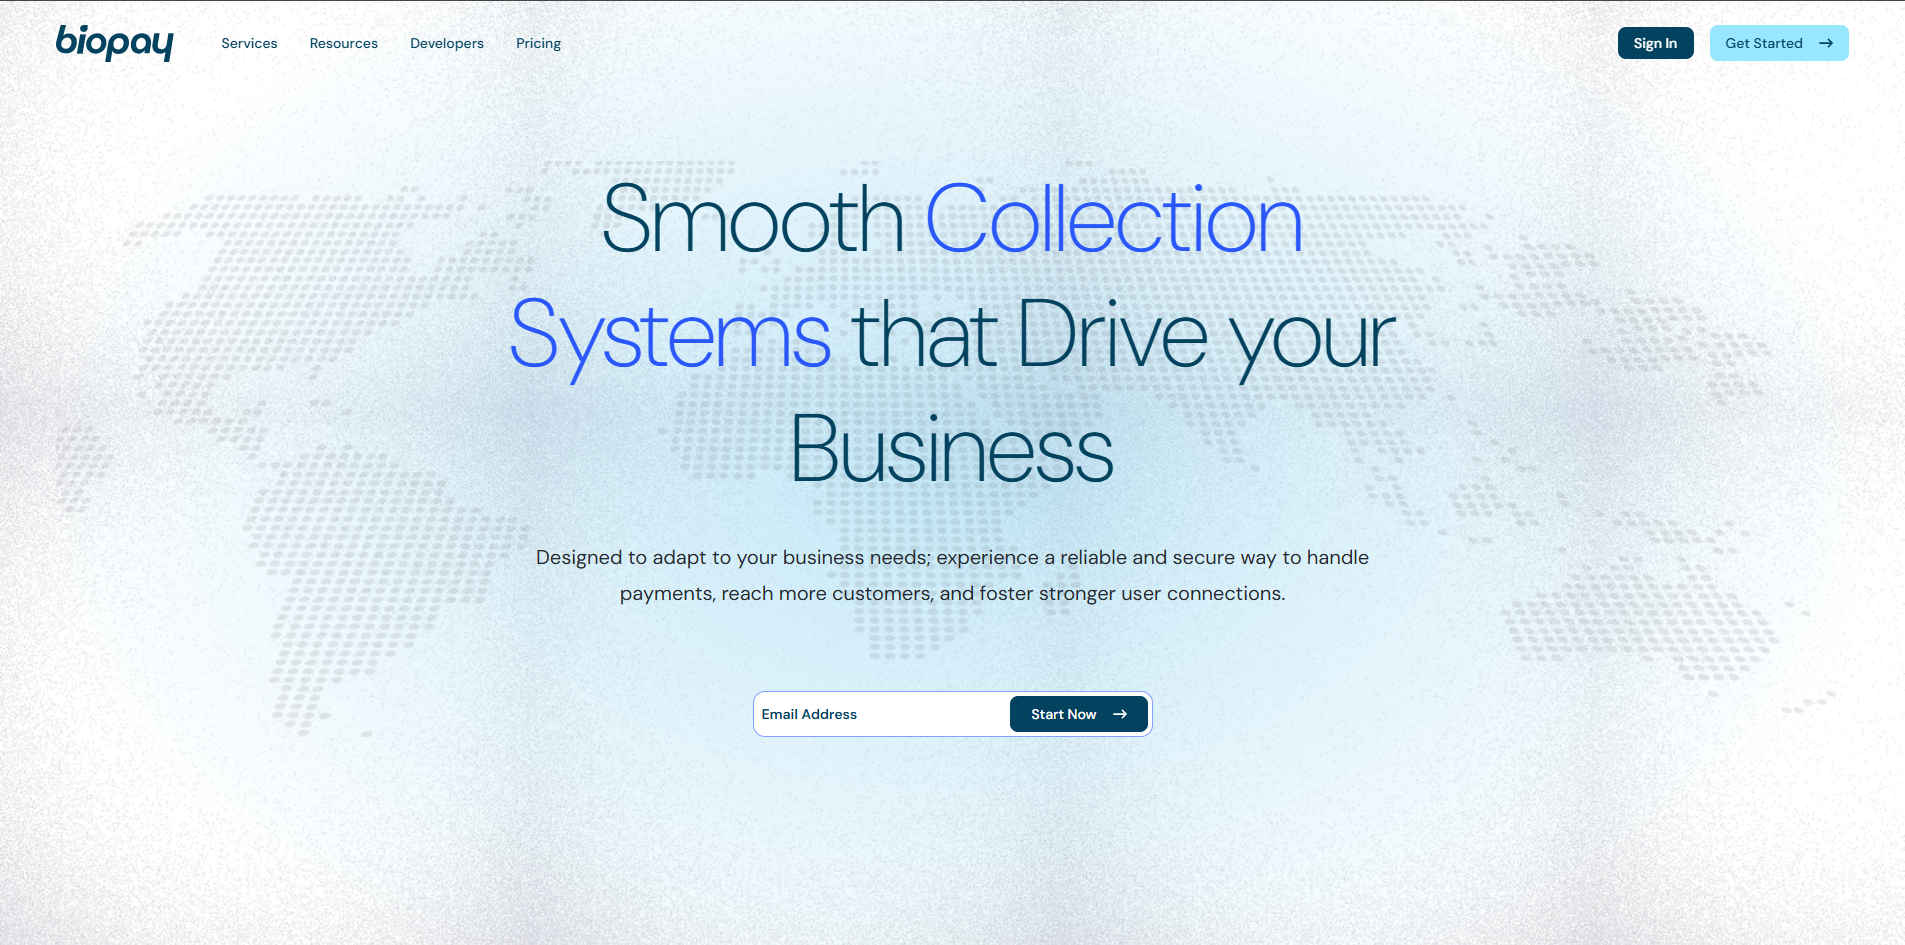 biopay
Services
Resources
Developers
Pricing
Sign In
Get Started
Smooth Collection
Systems that Drive your
Business
Designed to adapt to your business needs; experience a reliable and secure way to handle
payments, reach more customers, and foster stronger user connections.
Email Address
Start Now